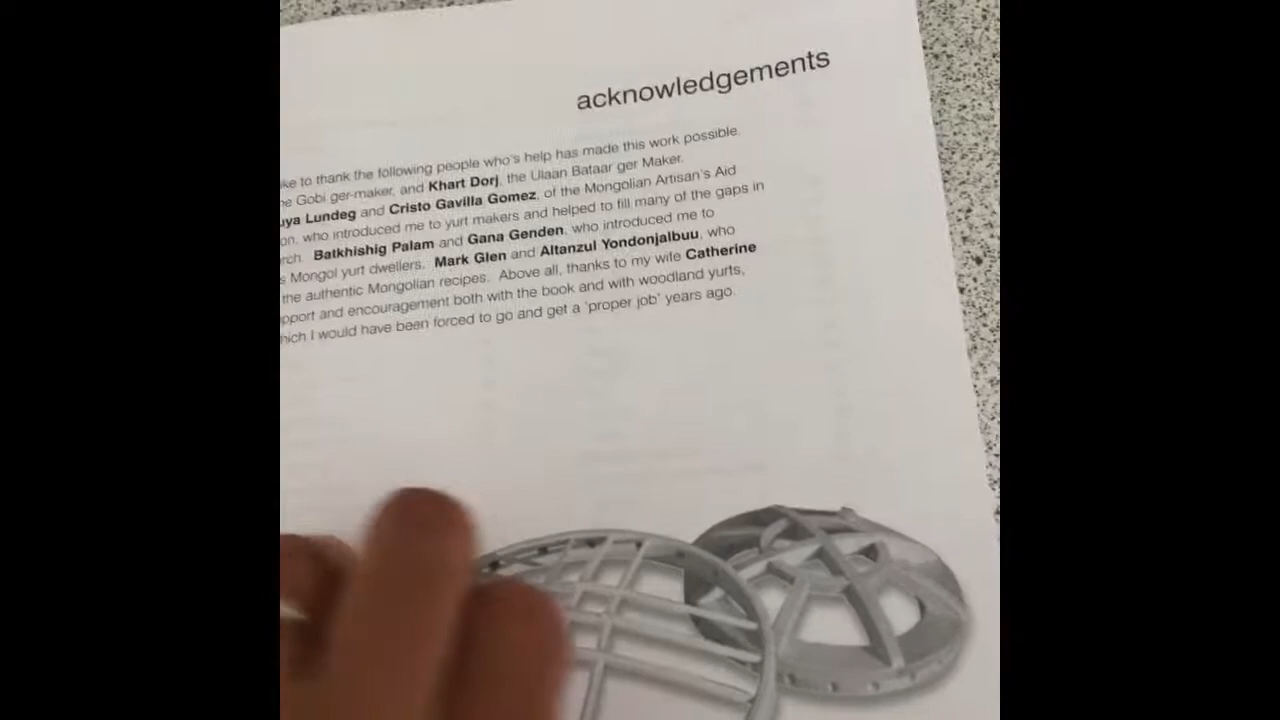 acknowledgements
ike to thank the following people who's help has made this work possible.
he Gobi ger-maker, and Khart Dorj, the Ulaan Bataar ger Maker.
uya Lundeg and Cristo Gavilla Gomez, of the Mongolian Artisan's Aid
on, who introduced me to yurt makers and helped to fill many of the gaps in
rch. Batkhishig Palam and Gana Genden, who introduced me to
s Mongol yurt dwellers. Mark Glen and Altanzul Yondonjalbuu, who
the authentic Mongolian recipes. Above all, thanks to my wife Catherine
pport and encouragement both with the book and with woodland yurts,
hich I would have been forced to go and get a 'proper job' years ago.